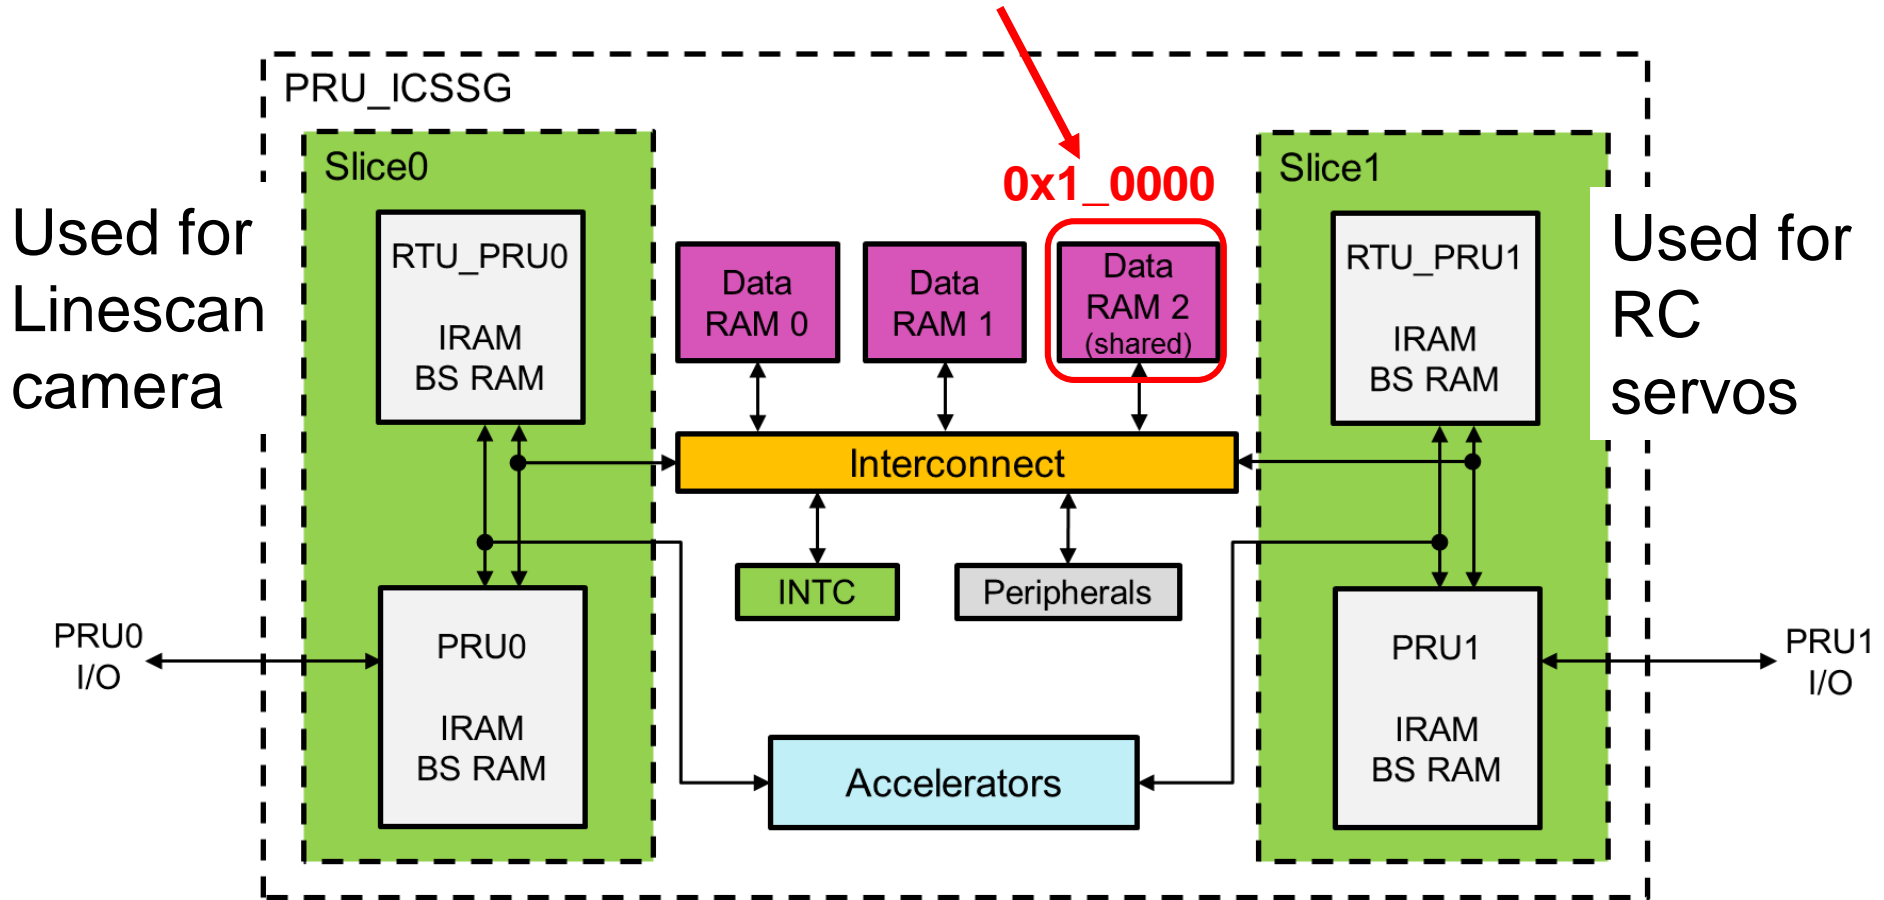 PRU_ICSSG
Slice0
Slice1
0x1_0000
Used for
Linescan
camera
RTU_PRU0
IRAM
BS RAM
Data
RAM 0
Data
RAM 1
Data
RAM 2
(shared)
RTU_PRU1
IRAM
BS RAM
Used for
RC
servos
Interconnect
INTC
Peripherals
PRU0
I/O
PRU0
IRAM
BS RAM
Accelerators
PRU1
IRAM
BS RAM
PRU1
I/O